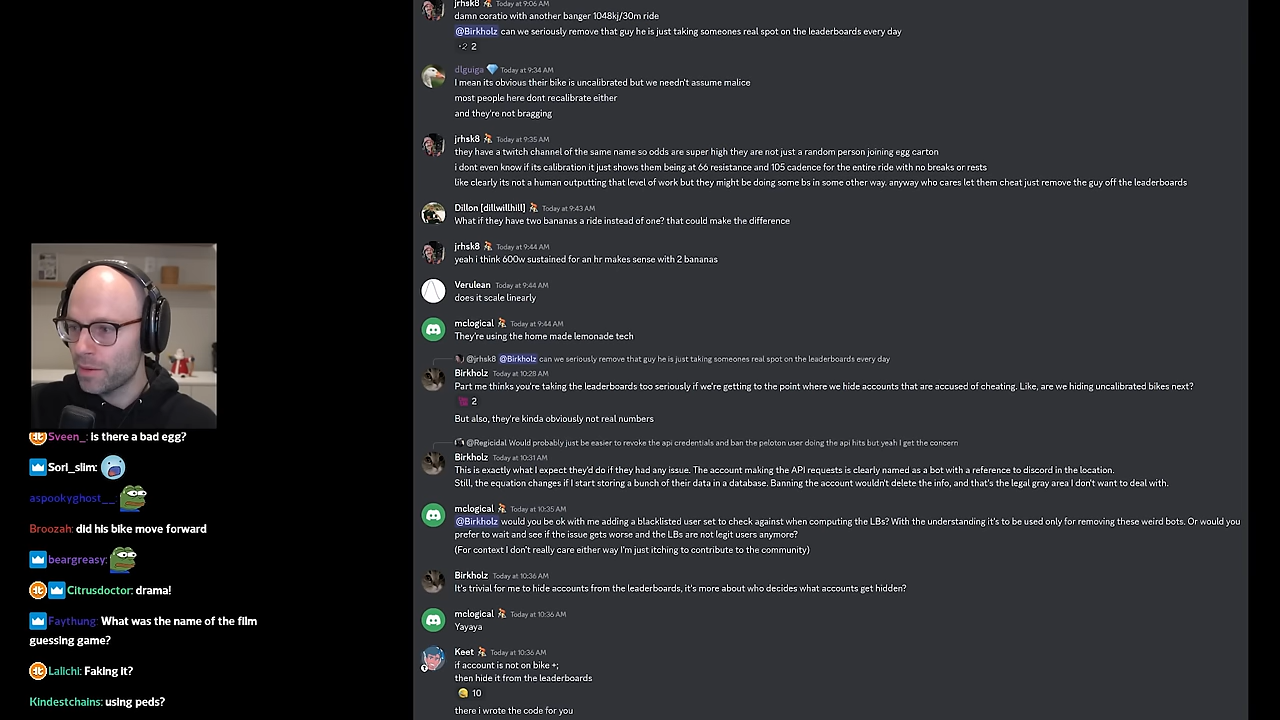 jrhsk8 Today at 9:06 AM
damn coratio with another banger 1048kj/30m ride
@Birkholz can we seriously remove that guy he is just taking someones real spot on the leaderboards every day
2
dlguiga Today at 9:34 AM
I mean its obvious their bike is uncalibrated but we needn't assume malice
most people here dont recalibrate either
and they're not bragging
jrhsk8 Today at 9:35 AM
they have a twitch channel of the same name so odds are super high they are not just a random person joining egg carton
i dont even know if its calibration it just shows them being at 66 resistance and 105 cadence for the entire ride with no breaks or rests
like clearly its not a human outputting that level of work but they might be doing some bs in some other way. anyway who cares let them cheat just remove the guy off the leaderboards
Dillon [dillwillhill] Today at 9:43 AM
What if they have two bananas a ride instead of one? that could make the difference
jrhsk8 Today at 9:44 AM
yeah i think 600w sustained for an hr makes sense with 2 bananas
Verulean Today at 9:44 AM
does it scale linearly
mclogical Today at 9:44 AM
They're using the home made lemonade tech
@jrhsk8 @Birkholz can we seriously remove that guy he is just taking someones real spot on the leaderboards every day
Birkholz Today at 10:28 AM
Part me thinks you're taking the leaderboards too seriously if we're getting to the point where we hide accounts that are accused of cheating. Like, are we hiding uncalibrated bikes next?
2
But also, they're kinda obviously not real numbers
@Regicidal Would probably just be easier to revoke the api credentials and ban the peloton user doing the api hits but yeah I get the concern
Birkholz Today at 10:31 AM
This is exactly what I expect they'd do if they had any issue. The account making the API requests is clearly named as a bot with a reference to discord in the location.
Still, the equation changes if I start storing a bunch of their data in a database. Banning the account wouldn't delete the info, and that's the legal gray area I don't want to deal with.
mclogical Today at 10:35 AM
@Birkholz would you be ok with me adding a blacklisted user set to check against when computing the LBs? With the understanding it's to be used only for removing these weird bots. Or would you
prefer to wait and see if the issue gets worse and the LBs are not legit users anymore?
(For context I don't really care either way I'm just itching to contribute to the community)
Birkholz Today at 10:36 AM
It's trivial for me to hide accounts from the leaderboards, it's more about who decides what accounts get hidden?
mclogical Today at 10:36 AM
Yayaya
Keet Today at 10:36 AM
if account is not on bike +;
then hide it from the leaderboards
10
there i wrote the code for you
Sveen_: Is there a bad egg?
Sori_slim:
aspookyghost__:
Broozah: did his bike move forward
beargreasy:
Citrusdoctor: drama!
Faythung: What was the name of the film
guessing game?
Lalichi: Faking it?
Kindestchains: using peds?